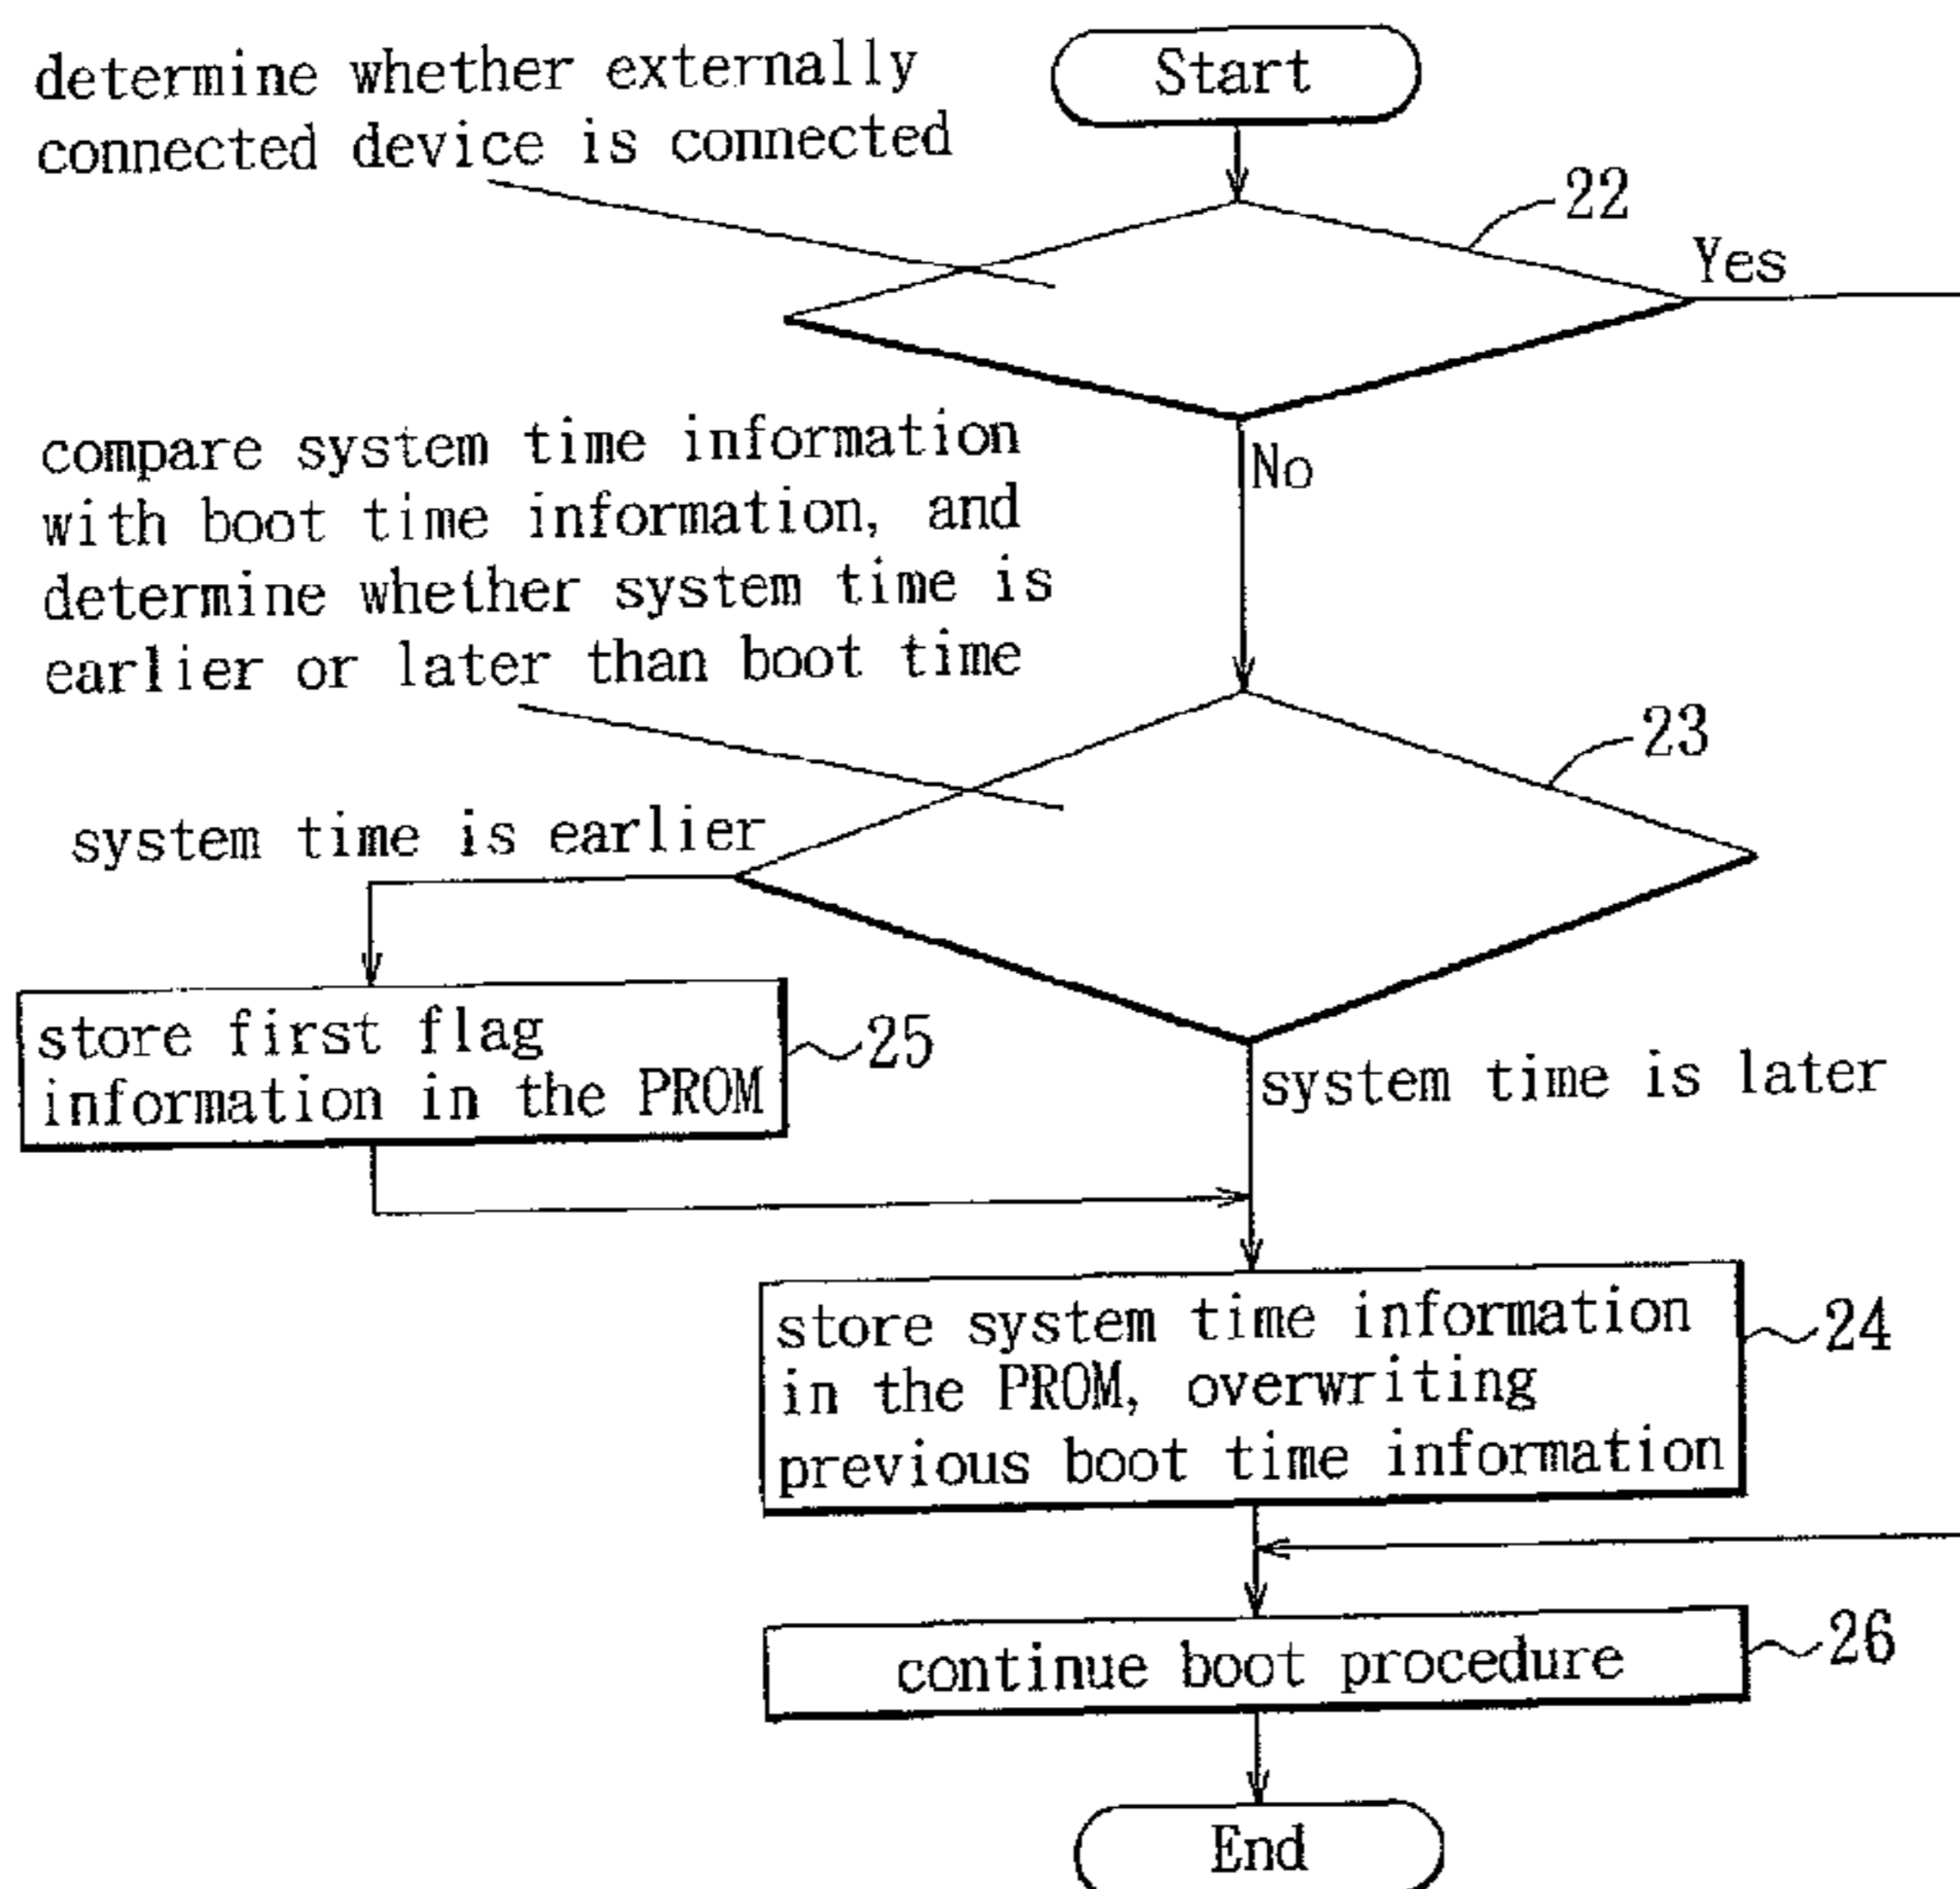 Start
determine whether externally
connected device is connected
22
Yes
No
compare system time information
with boot time information, and
determine whether system time is
earlier or later than boot time
23
system time is earlier
store first flag
information in the PROM
25
system time is later
store system time information
in the PROM, overwriting
previous boot time information
24
continue boot procedure
26
End